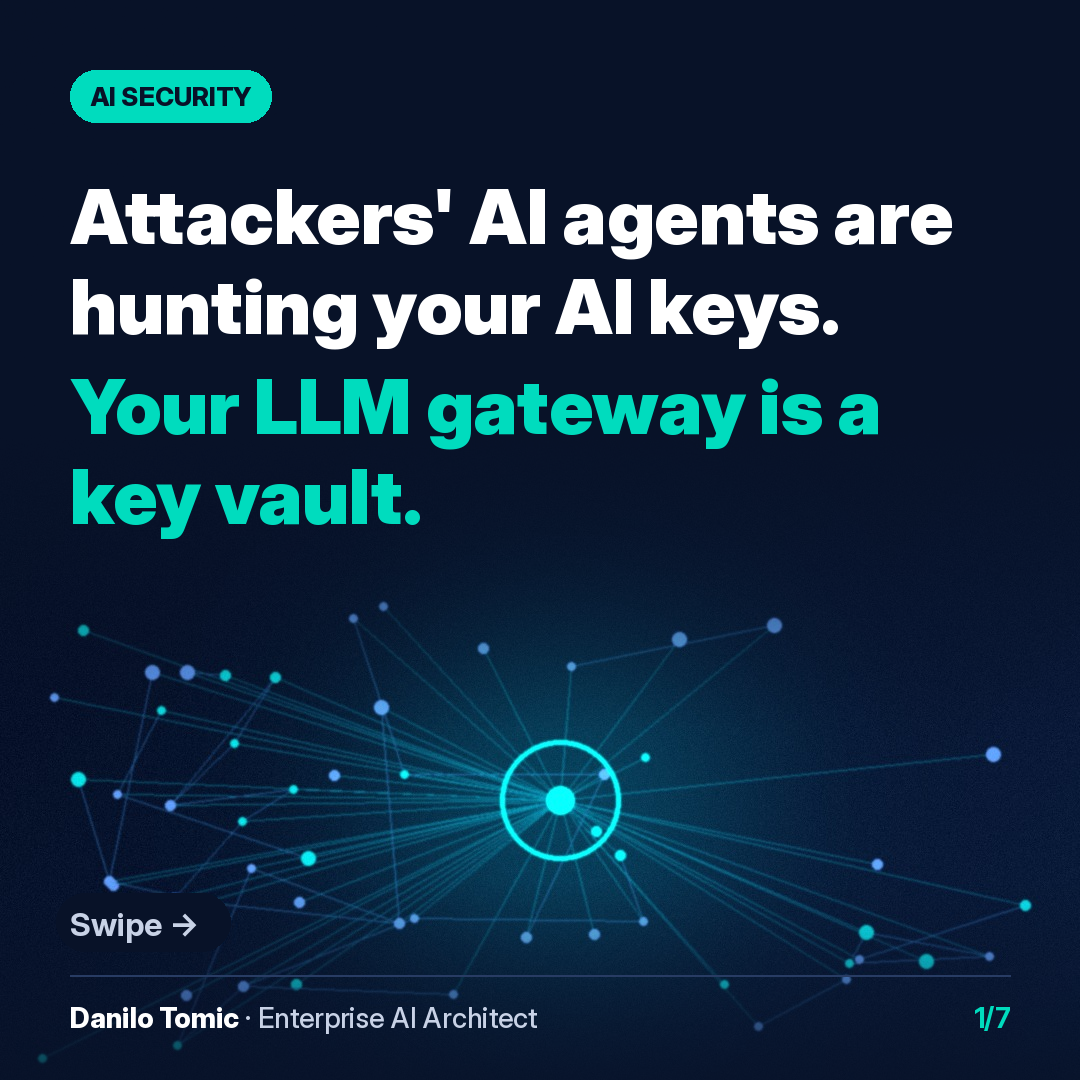 AI SECURITY
Attackers' AI agents are
hunting your AI keys.
Your LLM gateway is a
key vault.
Swipe →
Danilo Tomic · Enterprise AI Architect
1/7